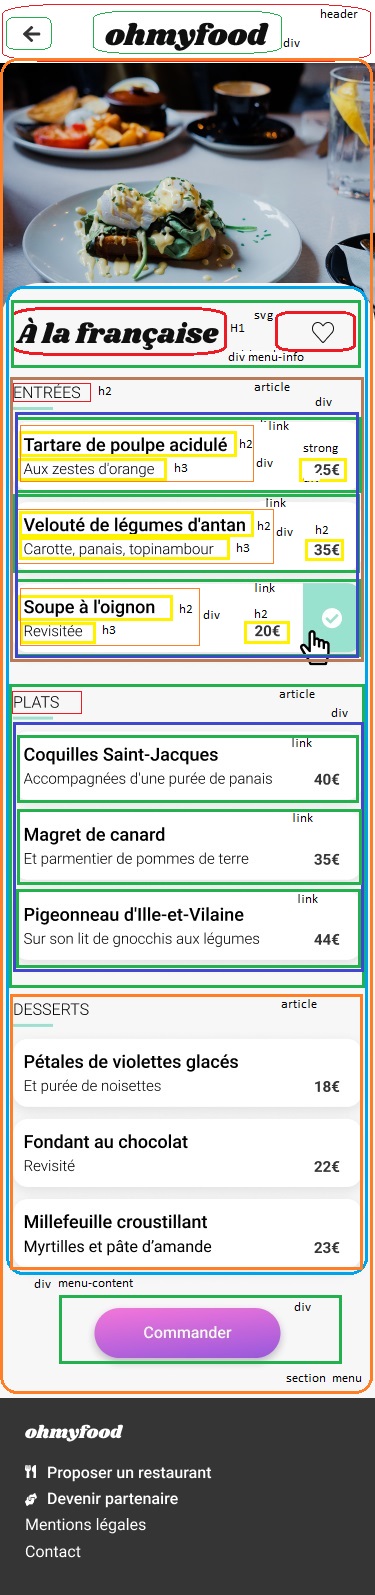 header
ohmyfood
div
À la française
H1
svg
div menu-info
article
ENTRÉES
h2
div
link
Tartare de poulpe acidulé
h2
strong
Aux zestes d'orange
h3
div
25€
link
Velouté de légumes d'antan
h2
div
h2
Carotte, panais, topinambour
h3
35€
link
Soupe à l'oignon
h2
div
h2
Revisitée
h3
20€
article
PLATS
div
link
Coquilles Saint-Jacques
Accompagnées d'une purée de panais
40€
link
Magret de canard
Et parmentier de pommes de terre
35€
link
Pigeonneau d'Ille-et-Vilaine
Sur son lit de gnocchis aux légumes
44€
article
DESSERTS
Pétales de violettes glacés
Et purée de noisettes
18€
Fondant au chocolat
Revisité
22€
Millefeuille croustillant
Myrtilles et pâte d'amande
23€
div menu-content
div
Commander
section menu
ohmyfood
Proposer un restaurant
Devenir partenaire
Mentions légales
Contact